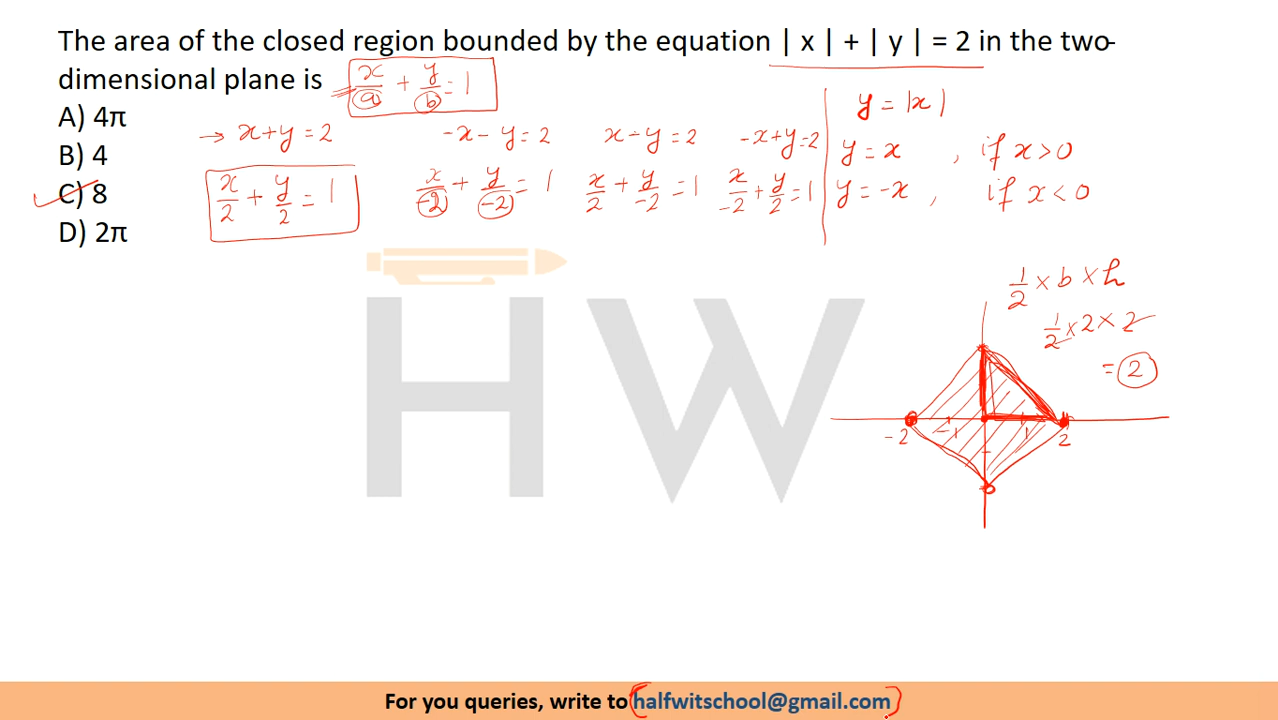 The area of the closed region bounded by the equation | x | + | y | = 2 in the two-
dimensional plane is
x/a + y/b = 1
y = |x|
A) 4π
→ x+y = 2
-x - y = 2
x - y = 2
-x+y = 2
y = x , if x > 0
B) 4
C) 8
x/2 + y/2 = 1
x/-2 + y/-2 = 1
x/2 + y/-2 = 1
x/-2 + y/2 = 1
y = -x , if x < 0
D) 2π
HW
1/2 × b × h
1/2 × 2 × 2
= 2
-2 -1 1 2
For you queries, write to halfwitschool@gmail.com